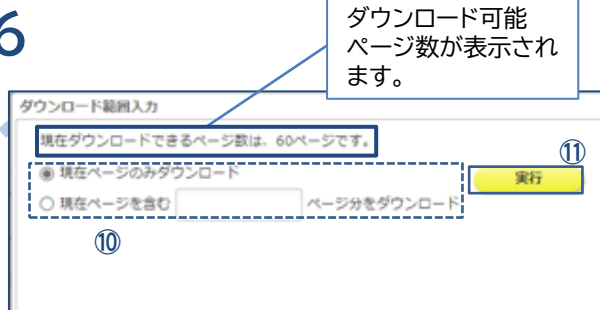 6
ダウンロード可能
ページ数が表示され
ます。
ダウンロード範囲入力
現在ダウンロードできるページ数は、60ページです。
⑪
現在ページのみダウンロード
実行
現在ページを含む ページ分をダウンロード
⑩